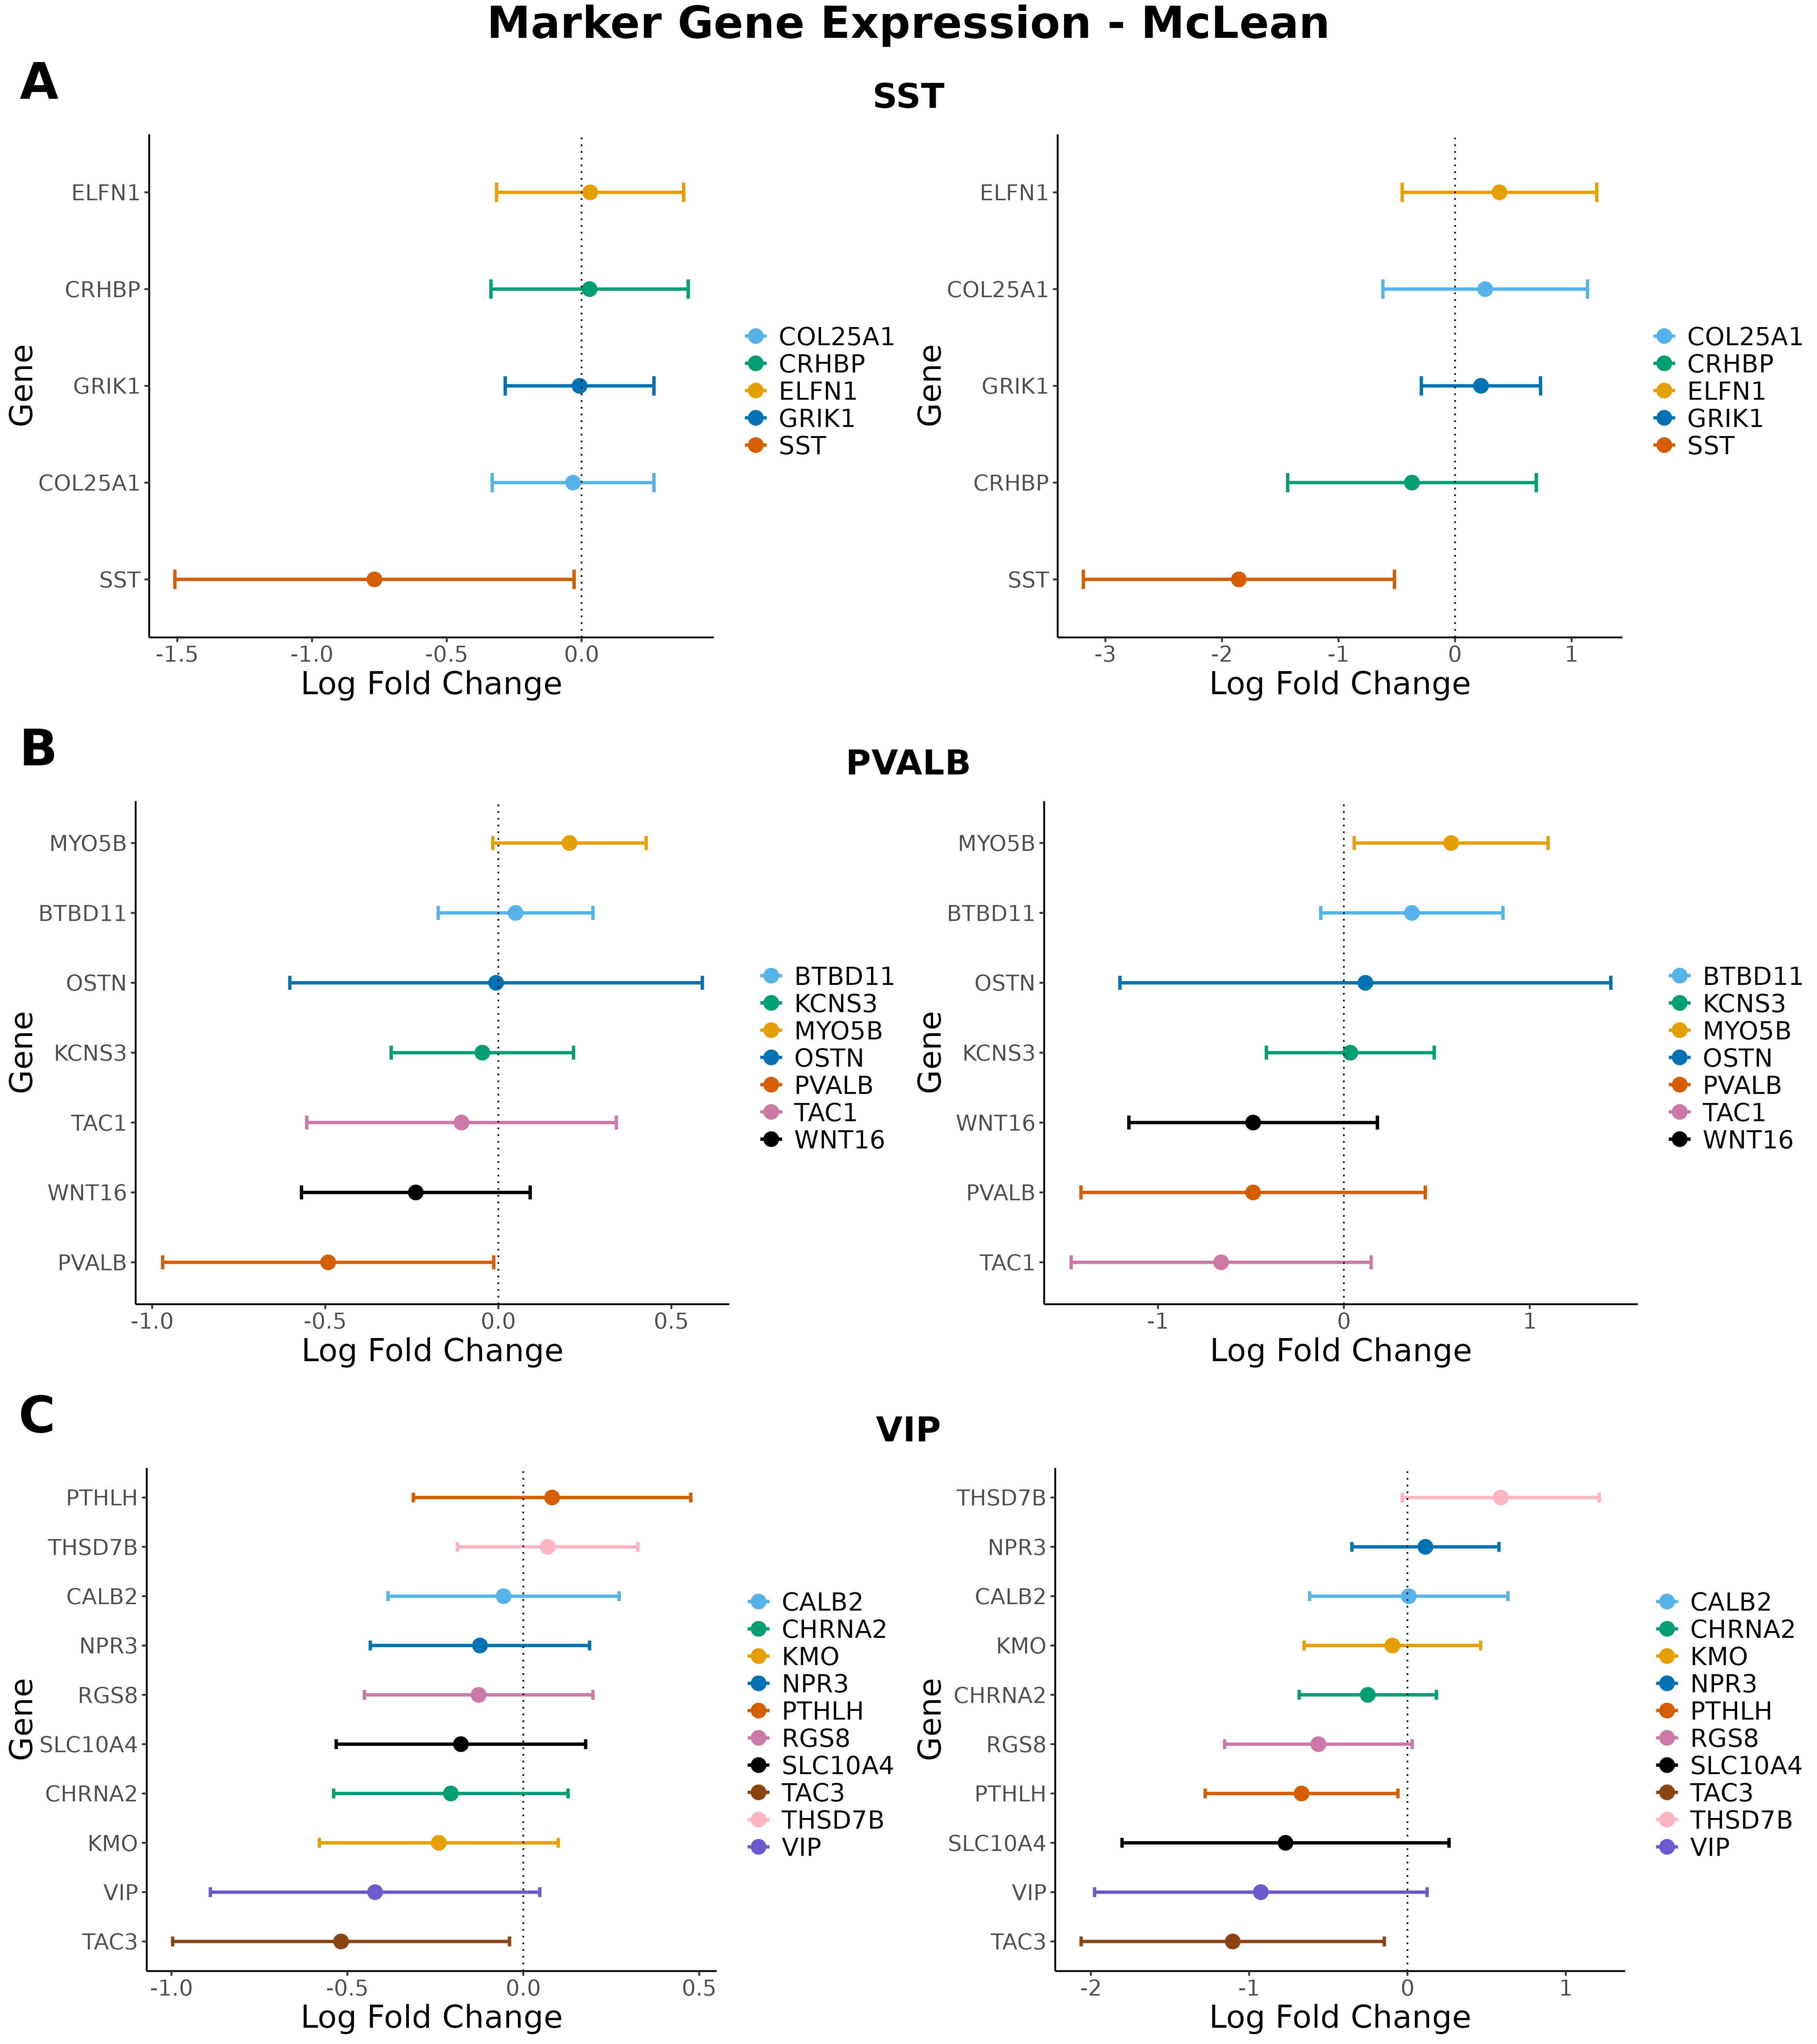 Marker Gene Expression - McLean
A
SST
Gene
ELFN1
CRHBP
GRIK1
COL25A1
SST
-1.5 -1.0 -0.5 0.0
Log Fold Change
COL25A1
CRHBP
ELFN1
GRIK1
SST
Gene
ELFN1
COL25A1
GRIK1
CRHBP
SST
-3 -2 -1 0 1
Log Fold Change
COL25A1
CRHBP
ELFN1
GRIK1
SST
B
PVALB
Gene
MYO5B
BTBD11
OSTN
KCNS3
TAC1
WNT16
PVALB
-1.0 -0.5 0.0 0.5
Log Fold Change
BTBD11
KCNS3
MYO5B
OSTN
PVALB
TAC1
WNT16
Gene
MYO5B
BTBD11
OSTN
KCNS3
WNT16
PVALB
TAC1
-1 0 1
Log Fold Change
BTBD11
KCNS3
MYO5B
OSTN
PVALB
TAC1
WNT16
C
VIP
Gene
PTHLH
THSD7B
CALB2
NPR3
RGS8
SLC10A4
CHRNA2
KMO
VIP
TAC3
-1.0 -0.5 0.0 0.5
Log Fold Change
CALB2
CHRNA2
KMO
NPR3
PTHLH
RGS8
SLC10A4
TAC3
THSD7B
VIP
Gene
THSD7B
NPR3
CALB2
KMO
CHRNA2
RGS8
PTHLH
SLC10A4
VIP
TAC3
-2 -1 0 1
Log Fold Change
CALB2
CHRNA2
KMO
NPR3
PTHLH
RGS8
SLC10A4
TAC3
THSD7B
VIP